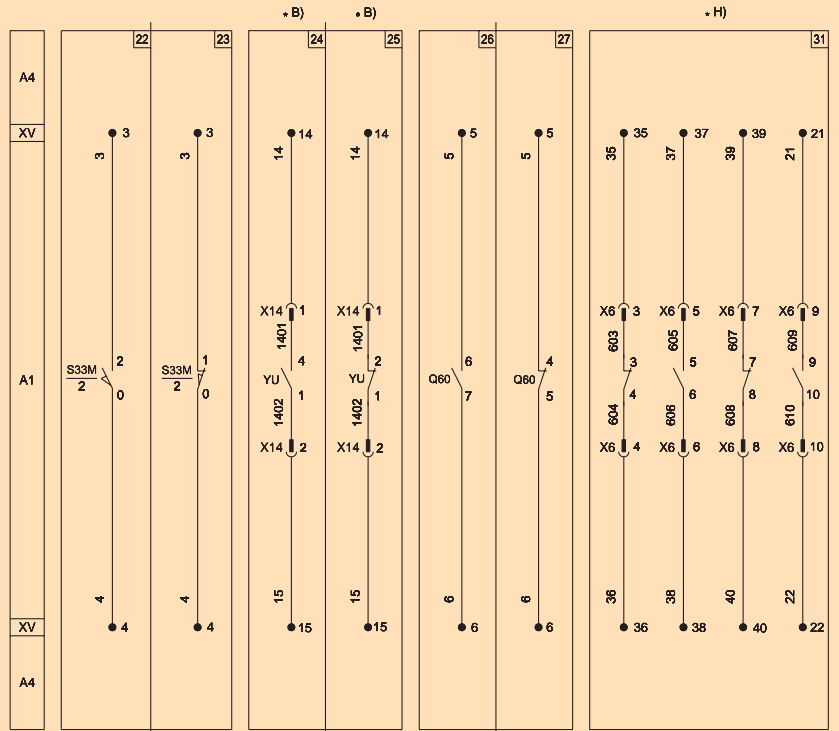 * B) • B) * H)
22 23 24 25 26 27 31
A4
XV 3 3 14 14 5 5 35 37 39 21
3 3 14 14 5 5 35 37 39 21
X14 1 X14 1 X6 3 X6 5 X6 7 X6 9
1401 1401 603 605 607 609
2 1 4 2 6 4 3 5 7 9
A1 S33M S33M YU YU Q60 Q60
2 0 2 0 1 1 7 5 4 6 8 10
1402 1402 604 606 608 610
X14 2 X14 2 X6 4 X6 6 X6 8 X6 10
4 4 15 15 6 6 36 38 40 22
XV 4 4 15 15 6 6 36 38 40 22
A4